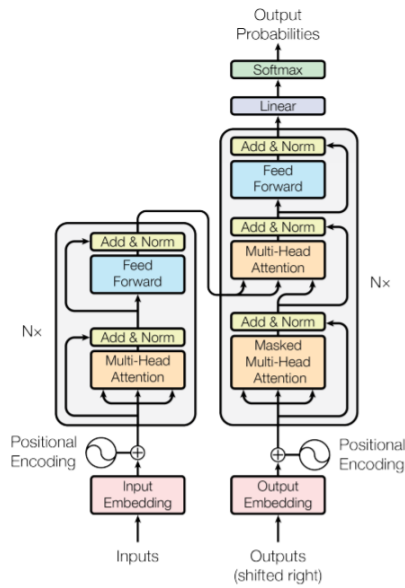 Output
Probabilities
Softmax
Linear
Add & Norm
Feed
Forward
Add & Norm
Multi-Head
Attention
Add & Norm
Masked
Multi-Head
Attention
Nx
Add & Norm
Feed
Forward
Add & Norm
Multi-Head
Attention
Nx
Positional
Encoding
Positional
Encoding
Input
Embedding
Output
Embedding
Inputs
Outputs
(shifted right)